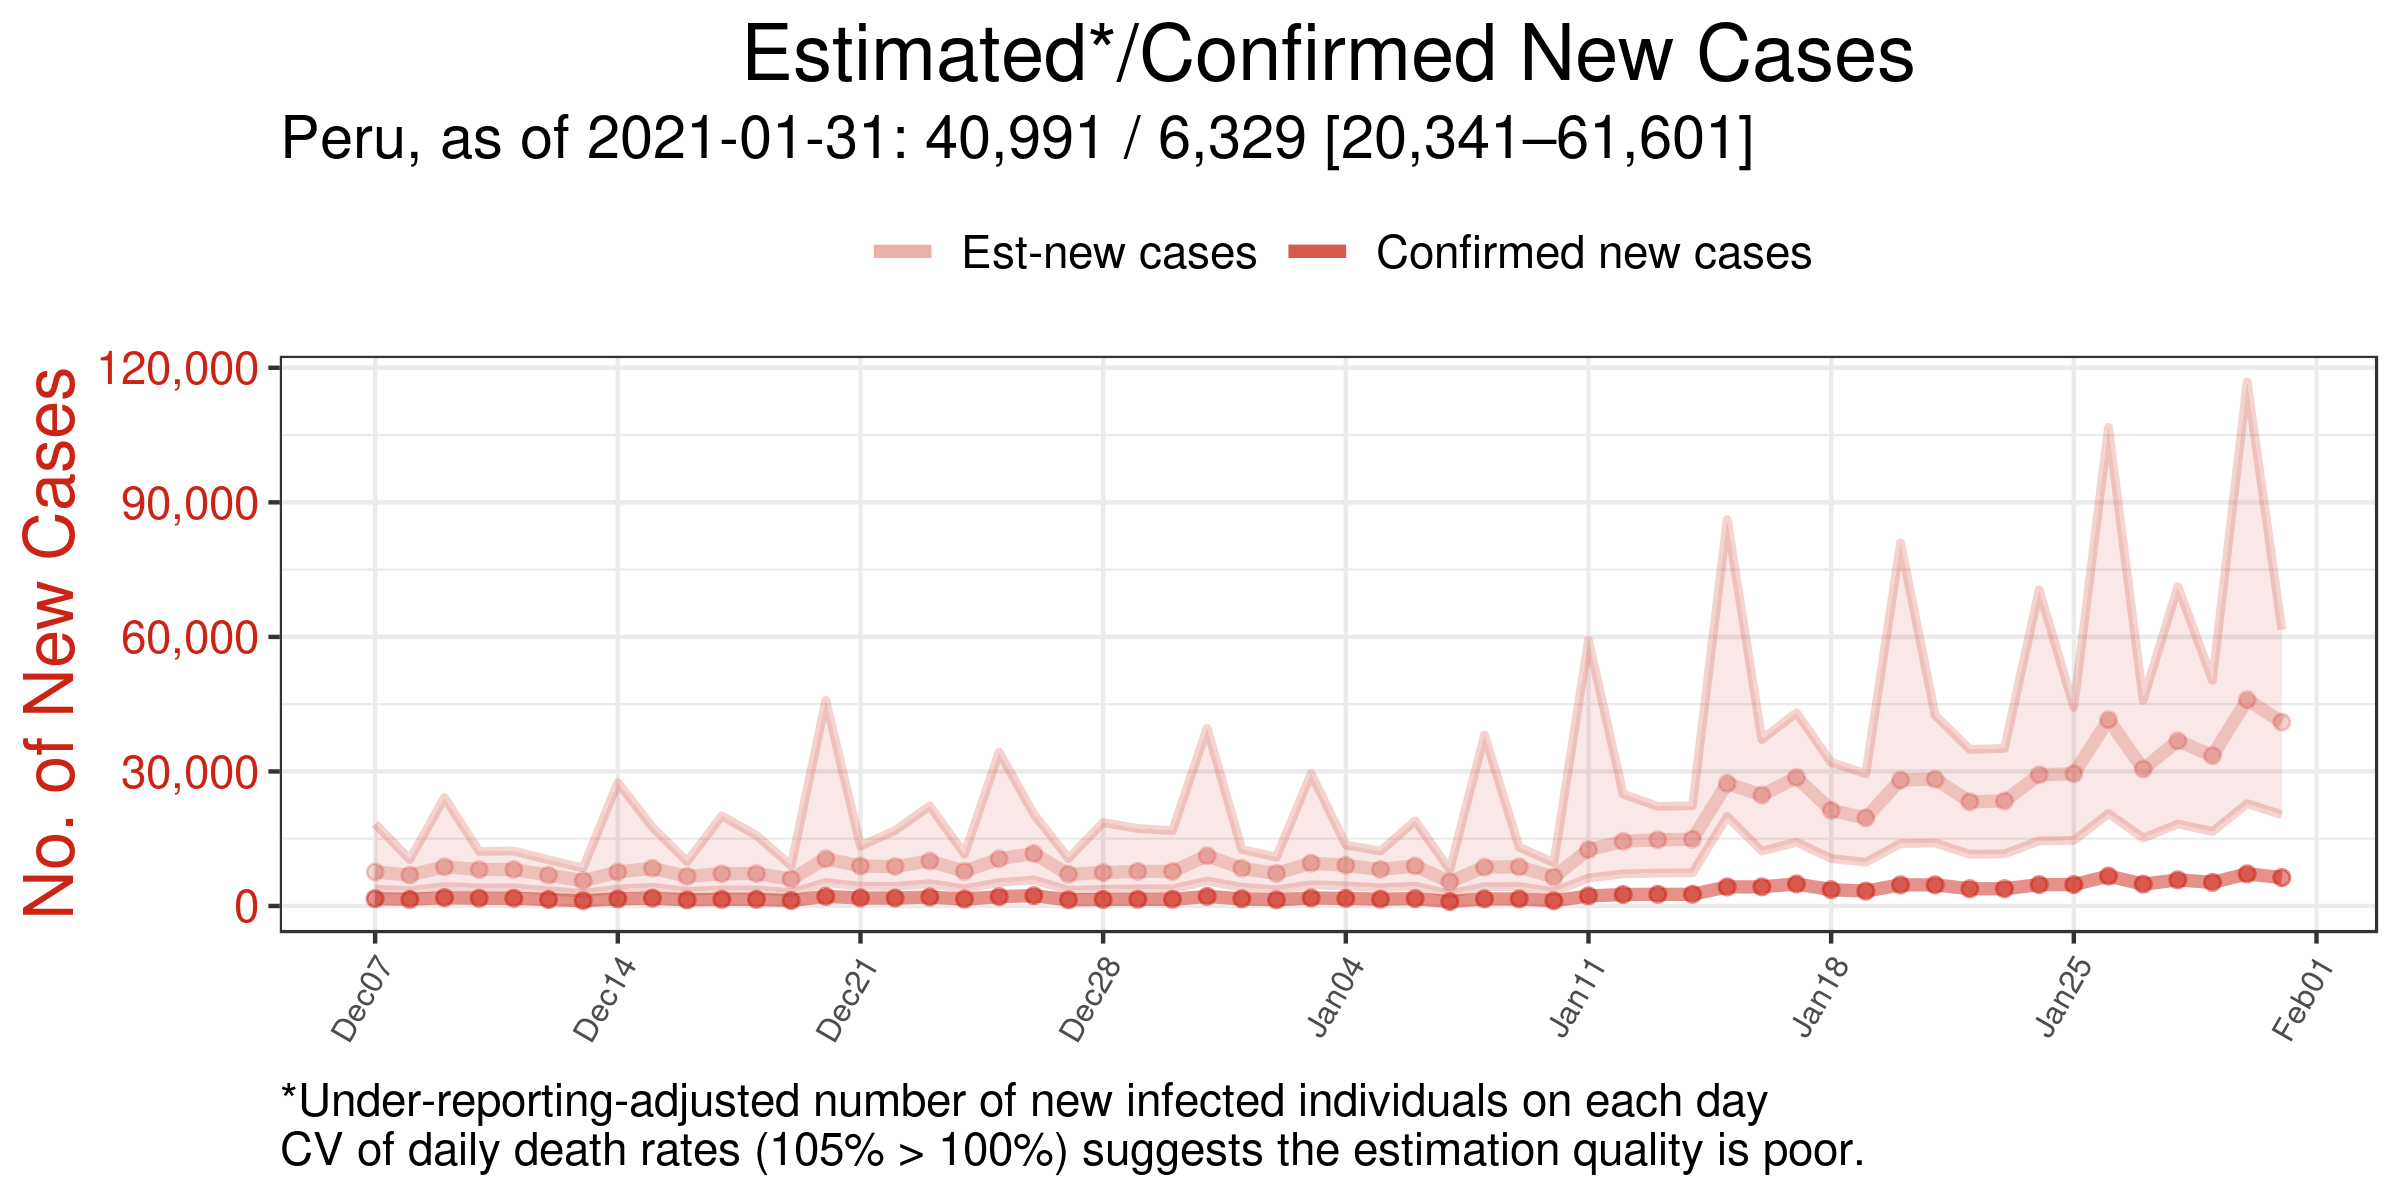 Estimated*/Confirmed New Cases
Peru, as of 2021-01-31: 40,991 / 6,329 [20,341–61,601]
Est-new cases Confirmed new cases
No. of New Cases
120,000
90,000
60,000
30,000
0
Dec07 Dec14 Dec21 Dec28 Jan04 Jan11 Jan18 Jan25 Feb01
*Under-reporting-adjusted number of new infected individuals on each day
CV of daily death rates (105% > 100%) suggests the estimation quality is poor.